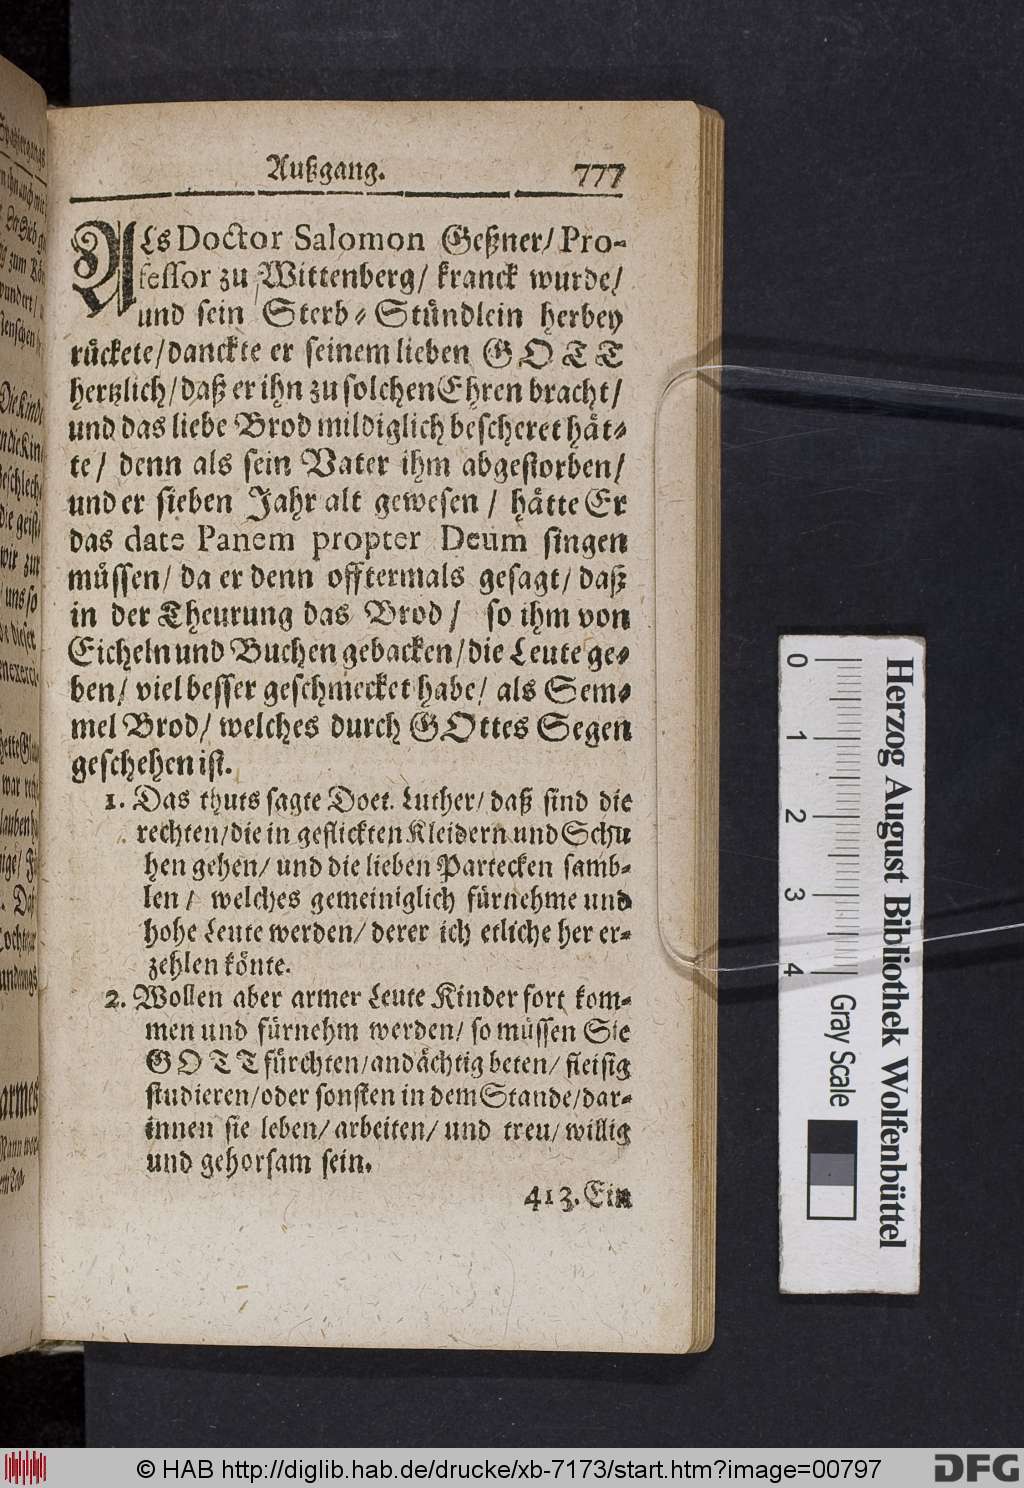 Außgang. 777
ALs Doctor Salomon Geßner/ Pro-
fessor zu Wittenberg/ kranck wurde/
und sein Sterb-Stündlein herbey
rückete/ danckte er seinem lieben GOTT
hertzlich/ daß er ihn zu solchen Ehren bracht/
und das liebe Brod mildiglich bescheret hät-
te/ denn als sein Vater ihm abgestorben/
und er sieben Jahr alt gewesen / hätte Er
das date Panem propter Deum singen
müssen/ da er denn offtermals gesagt/ daß
in der Theurung das Brod/ so ihm von
Eicheln und Buchen gebacken/ die Leute ge-
ben/ viel besser geschmecket habe/ als Sem-
mel Brod/ welches durch GOttes Segen
geschehen ist.
1. Das thuts sagte Doct. Luther/ daß sind die
rechten/ die in geflickten Kleidern und Schu
hen gehen/ und die lieben Partecken samb-
len / welches gemeiniglich fürnehme und
hohe Leute werden/ derer ich etliche her er-
zehlen könte.
2. Wollen aber armer Leute Kinder fort kom-
men und fürnehm werden/ so müssen Sie
GOTT fürchten/ andächtig beten/ fleisig
studieren/ oder sonsten in dem Stande/ dar-
innen sie leben/ arbeiten/ und treu/ willig
und gehorsam sein.
413. Ein
0 1 2 3 4 Gray Scale
Herzog August Bibliothek Wolfenbüttel
© HAB http://diglib.hab.de/drucke/xb-7173/start.htm?image=00797
DFG